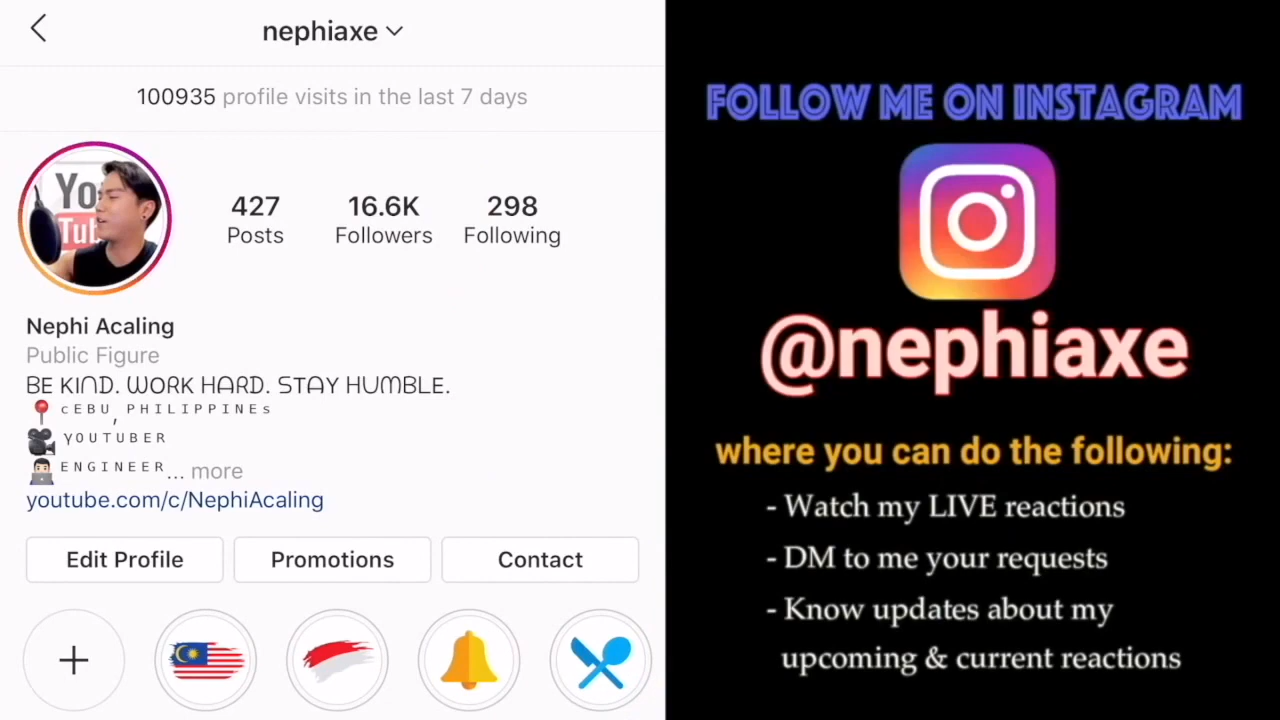 nephiaxe
100935 profile visits in the last 7 days
You
Tub
427
Posts
16.6K
Followers
298
Following
Nephi Acaling
Public Figure
BE KIND. WORK HARD. STAY HUMBLE.
📍 ᶜᴱᴮᵁ, ᴾᴴᴵᴸᴵᴾᴾᴵᴺᴱˢ
🎥 ʸᴼᵁᵀᵁᴮᴱᴿ
👨🏻‍💻 ᴱᴺᴳᴵᴺᴱᴱᴿ... more
youtube.com/c/NephiAcaling
Edit Profile
Promotions
Contact
FOLLOW ME ON INSTAGRAM
@nephiaxe
where you can do the following:
- Watch my LIVE reactions
- DM to me your requests
- Know updates about my
upcoming & current reactions